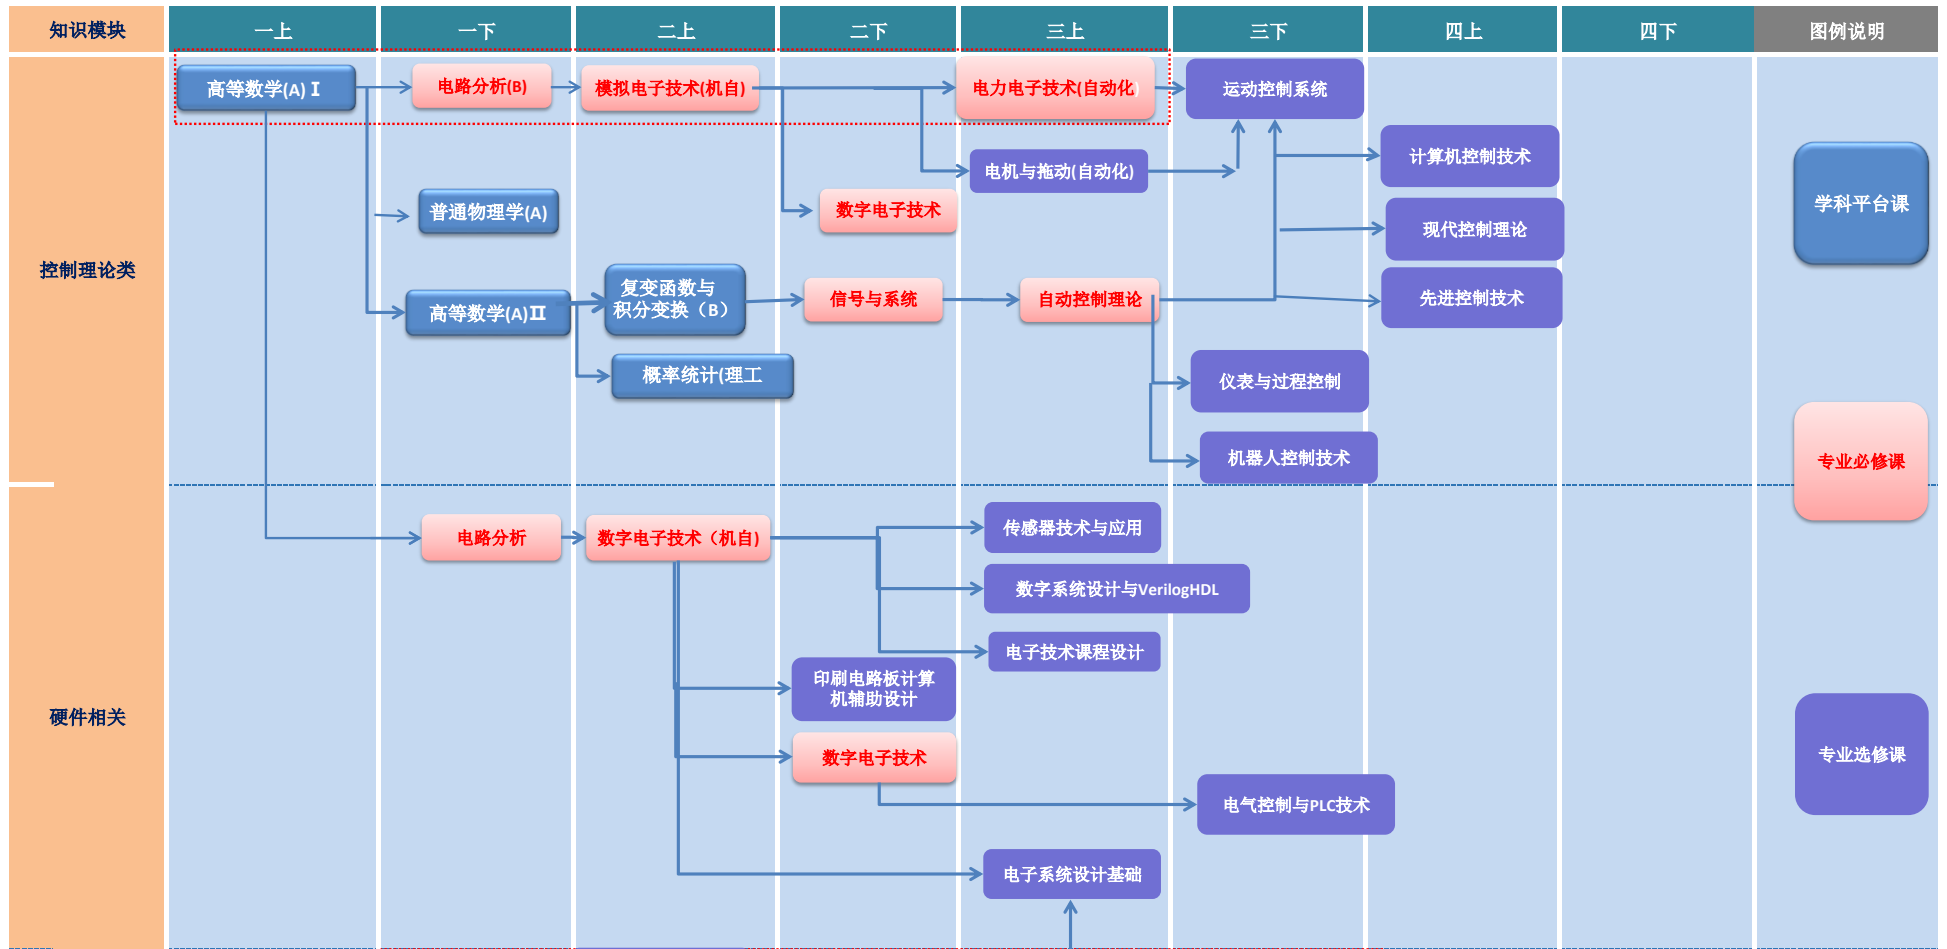 知识模块
一上
一下
二上
二下
三上
三下
四上
四下
图例说明
高等数学(A) I
电路分析(B)
模拟电子技术(机自)
电力电子技术(自动化)
运动控制系统
计算机控制技术
电机与拖动(自动化)
普通物理学(A)
数字电子技术
学科平台课
现代控制理论
控制理论类
高等数学(A)II
复变函数与
积分变换（B）
信号与系统
自动控制理论
先进控制技术
概率统计(理工
仪表与过程控制
机器人控制技术
专业必修课
硬件相关
电路分析
数字电子技术（机自)
传感器技术与应用
数字系统设计与VerilogHDL
电子技术课程设计
印刷电路板计算
机辅助设计
数字电子技术
专业选修课
电气控制与PLC技术
电子系统设计基础